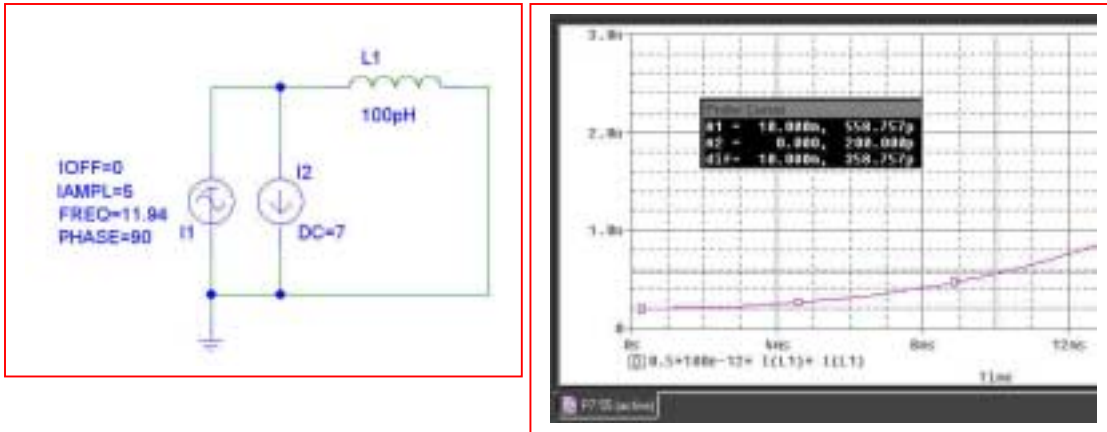 L1
100pH
IOFF=0
IAMPL=5
FREQ=11.94
PHASE=90
I1
I2
DC=7
3.0n
2.0n
1.0n
0
Probe Cursor
A1 = 10.000m, 558.757p
A2 = 0.000, 200.000p
dif= 10.000m, 358.757p
0s
4ms
8ms
12ms
0.5*100e-12* I(L1)* I(L1)
Time
(active)